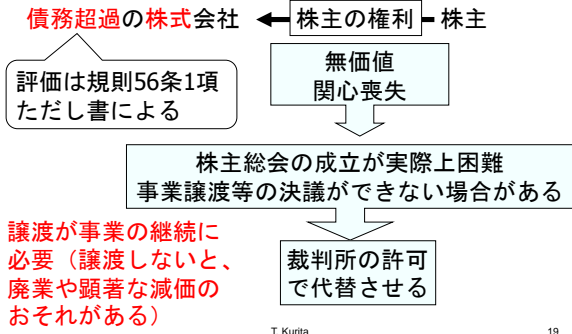 債務超過の株式会社
株主の権利
株主
評価は規則56条1項
ただし書による
無価値
関心喪失
株主総会の成立が実際上困難
事業譲渡等の決議ができない場合がある
譲渡が事業の継続に
必要（譲渡しないと、
廃業や顕著な減価の
おそれがある）
裁判所の許可
で代替させる
T. Kurita
19